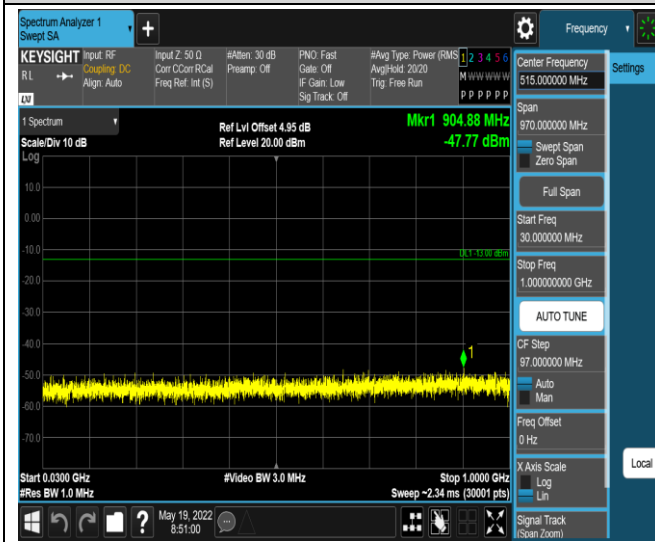 Spectrum Analyzer 1
Swept SA
+
Frequency
KEYSIGHT
RL
LXI
Input: RF
Coupling: DC
Align: Auto
Input Z: 50 Ω
Corr CCorr RCal
Freq Ref: Int (S)
#Atten: 30 dB
Preamp: Off
PNO: Fast
Gate: Off
IF Gain: Low
Sig Track: Off
#Avg Type: Power (RMS
Avg|Hold: 20/20
Trig: Free Run
1 2 3 4 5 6
M W W W W W
P P P P P P
1 Spectrum
Scale/Div 10 dB
Log
Ref Lvl Offset 4.95 dB
Ref Level 20.00 dBm
Mkr1 904.88 MHz
-47.77 dBm
10.0
0.00
-10.0
-20.0
-30.0
-40.0
-50.0
-60.0
-70.0
DL1 -13.00 dBm
1
Start 0.0300 GHz
#Res BW 1.0 MHz
#Video BW 3.0 MHz
Stop 1.0000 GHz
Sweep ~2.34 ms (30001 pts)
?
May 19, 2022
8:51:00
Center Frequency
515.000000 MHz
Span
970.000000 MHz
Swept Span
Zero Span
Full Span
Start Freq
30.000000 MHz
Stop Freq
1.000000000 GHz
AUTO TUNE
CF Step
97.000000 MHz
Auto
Man
Freq Offset
0 Hz
X Axis Scale
Log
Lin
Signal Track
(Span Zoom)
Settings
Local